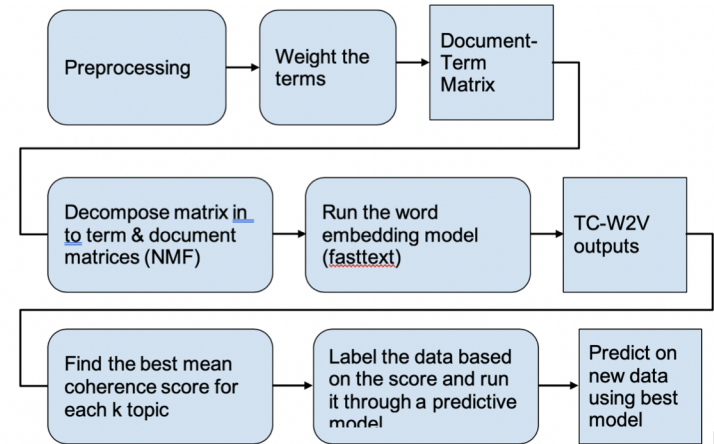 Preprocessing
Weight the
terms
Document-
Term
Matrix
Decompose matrix in
to term & document
matrices (NMF)
Run the word
embedding model
(fasttext)
TC-W2V
outputs
Find the best mean
coherence score for
each k topic
Label the data based
on the score and run
it through a predictive
model
Predict on
new data
using best
model